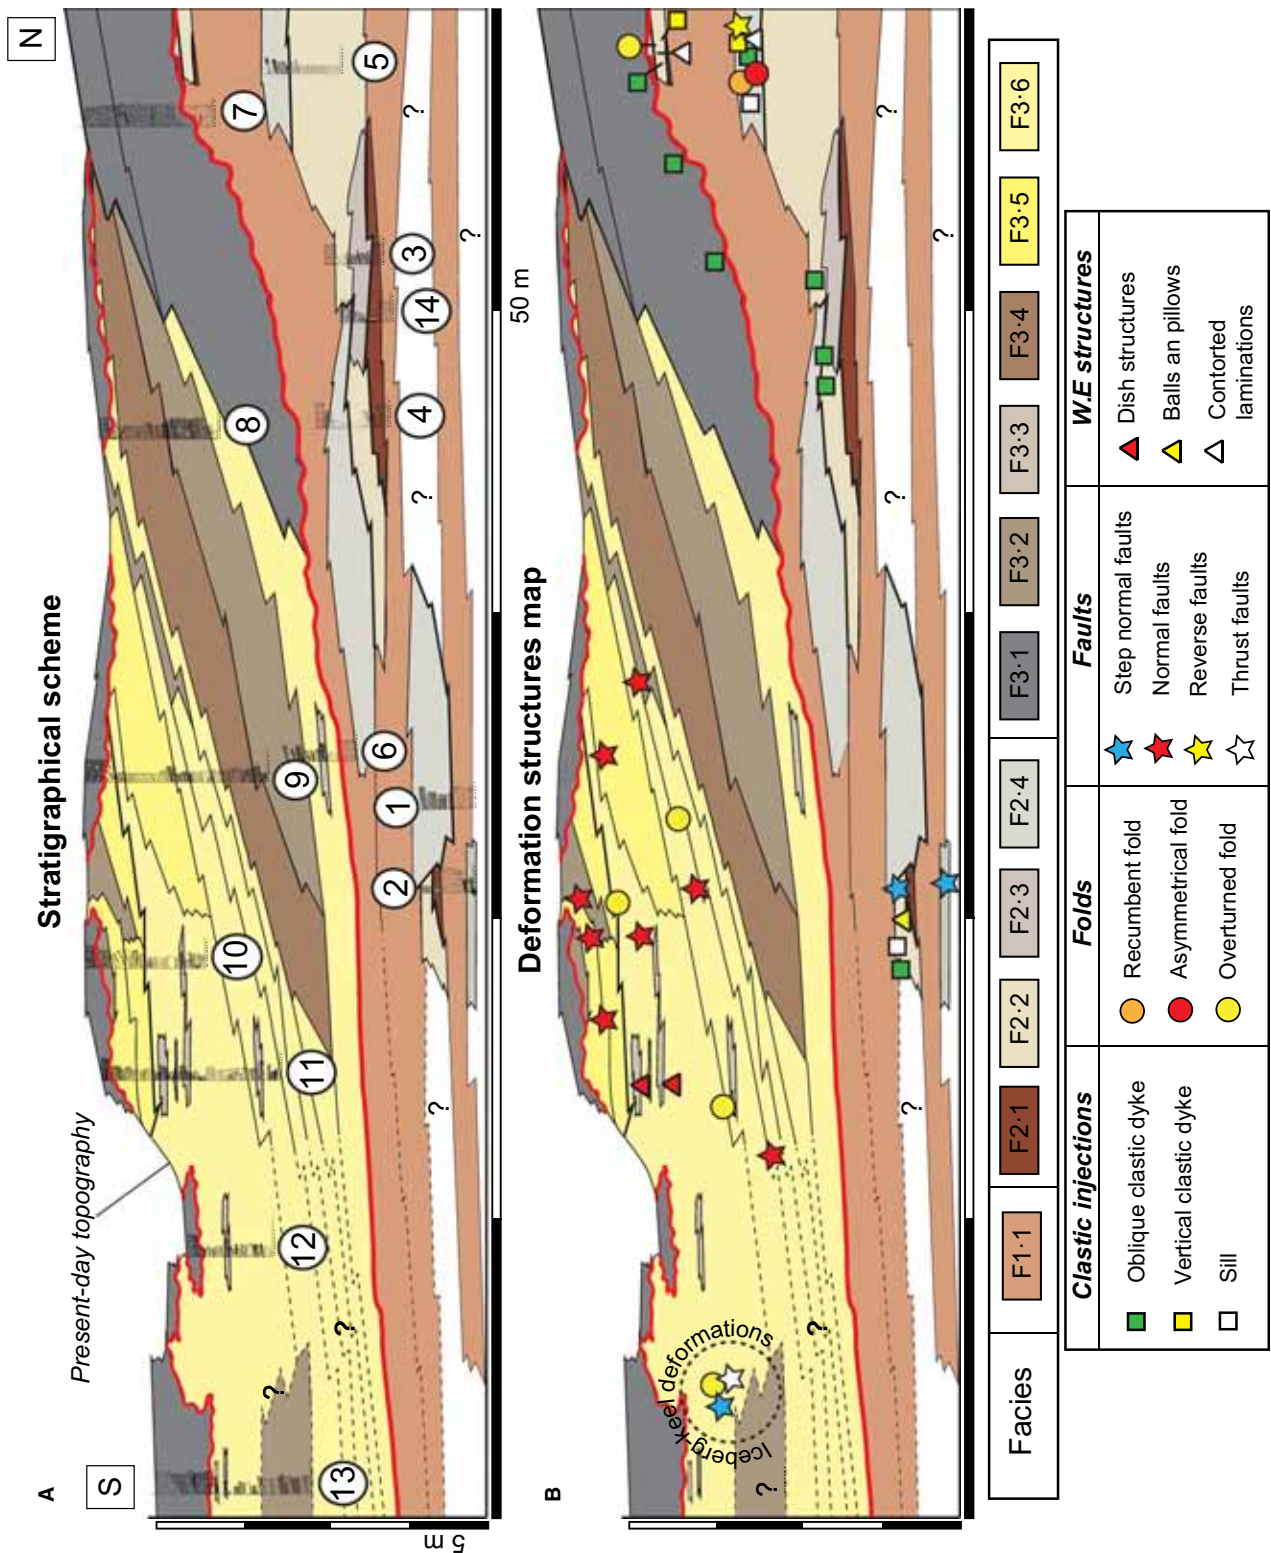 A
Stratigraphical scheme
S
N
Present-day topography
13
12
11
10
2
1
9
6
8
4
14
3
7
5
?
?
?
?
?
?
5 m
50 m
B
Deformation structures map
Iceberg-keel deformations
?
?
?
?
?
?
Facies
F1·1
F2·1
F2·2
F2·3
F2·4
F3·1
F3·2
F3·3
F3·4
F3·5
F3·6
Clastic injections
Oblique clastic dyke
Vertical clastic dyke
Sill
Folds
Recumbent fold
Asymetrical fold
Overturned fold
Faults
Step normal faults
Normal faults
Reverse faults
Thrust faults
W.E structures
Dish structures
Balls an pillows
Contorted
laminations